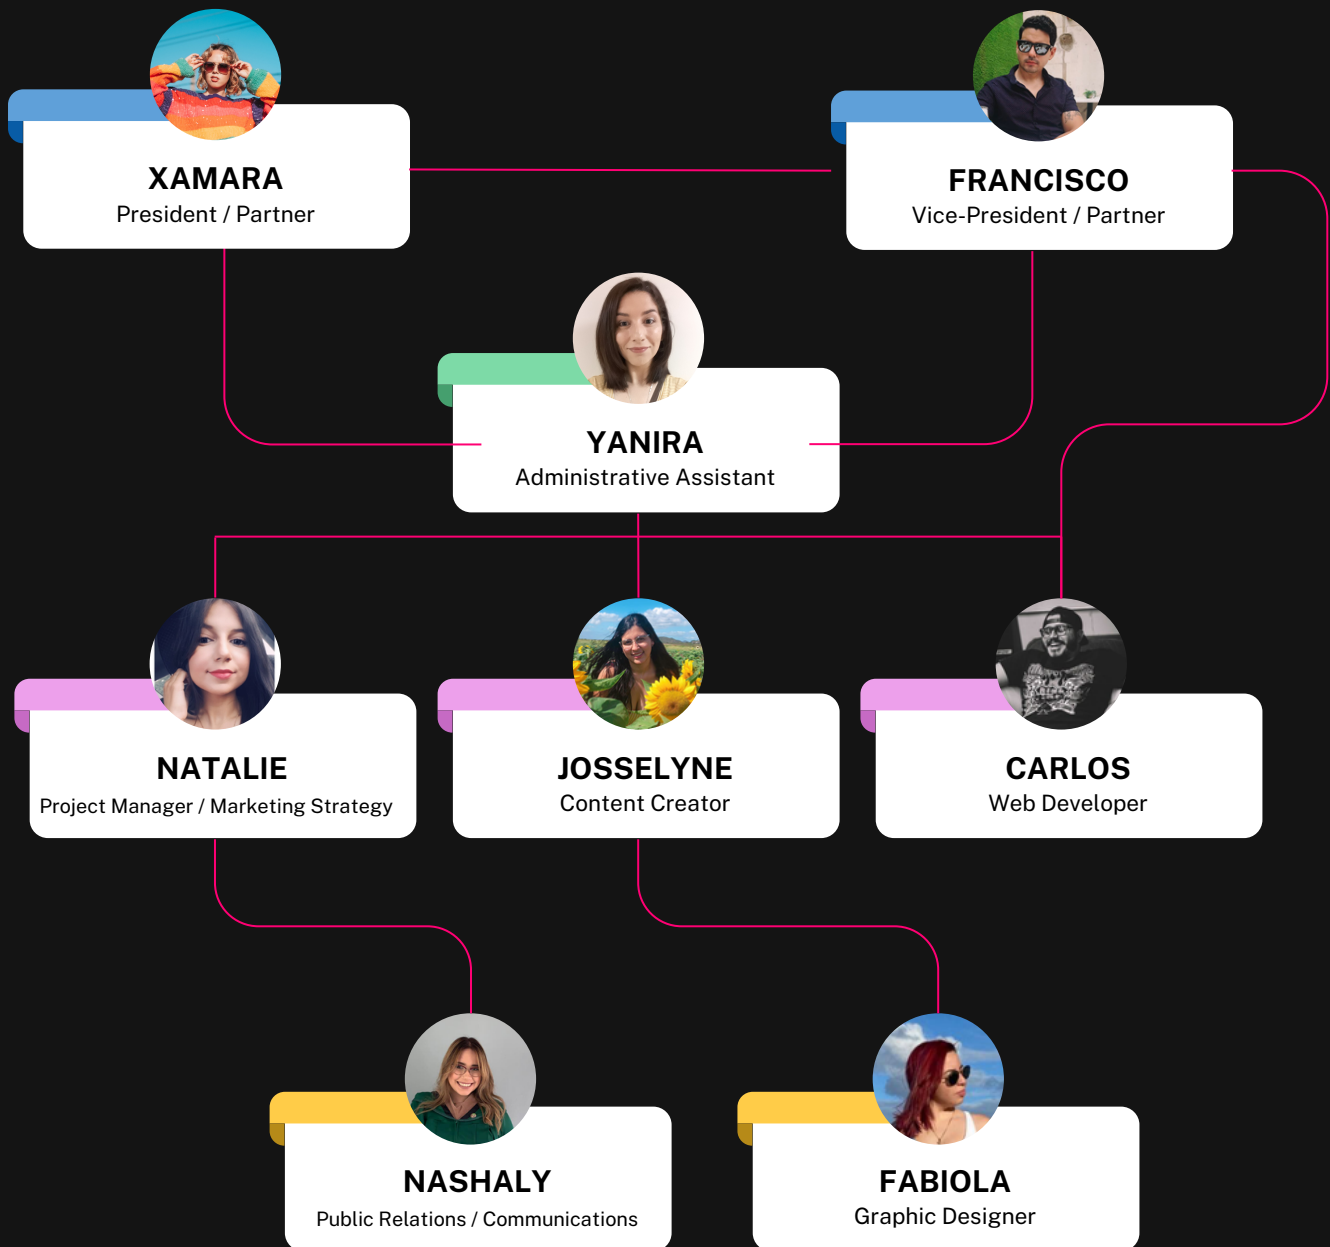 XAMARA
President / Partner
FRANCISCO
Vice-President / Partner
YANIRA
Administrative Assistant
NATALIE
Project Manager / Marketing Strategy
JOSSELYNE
Content Creator
CARLOS
Web Developer
NASHALY
Public Relations / Communications
FABIOLA
Graphic Designer